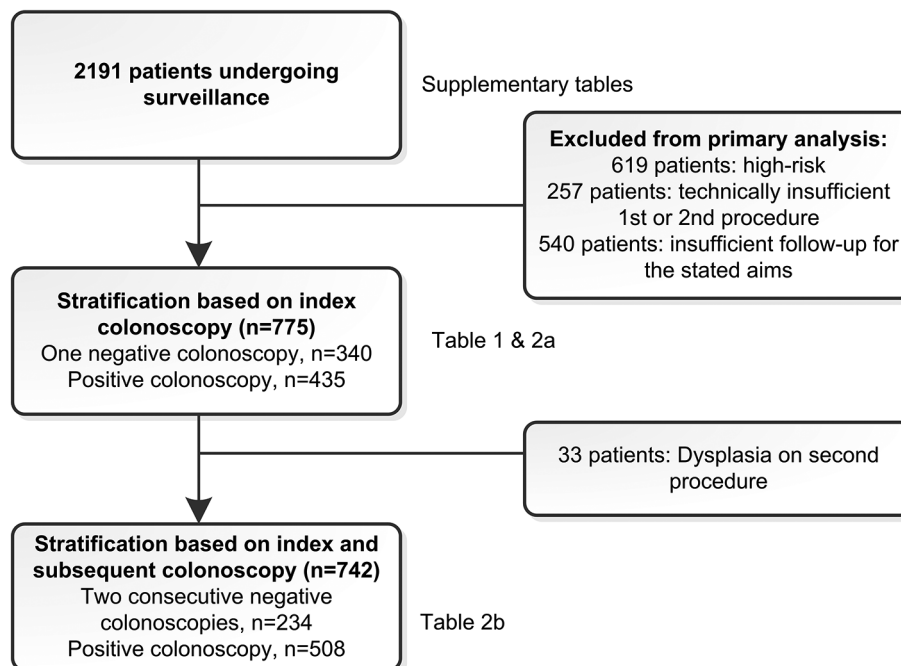 2191 patients undergoing
surveillance
Supplementary tables
Excluded from primary analysis:
619 patients: high-risk
257 patients: technically insufficient
1st or 2nd procedure
540 patients: insufficient follow-up for
the stated aims
Stratification based on index
colonoscopy (n=775)
One negative colonoscopy, n=340
Positive colonoscopy, n=435
Table 1 & 2a
33 patients: Dysplasia on second
procedure
Stratification based on index and
subsequent colonoscopy (n=742)
Two consecutive negative
colonoscopies, n=234
Positive colonoscopy, n=508
Table 2b